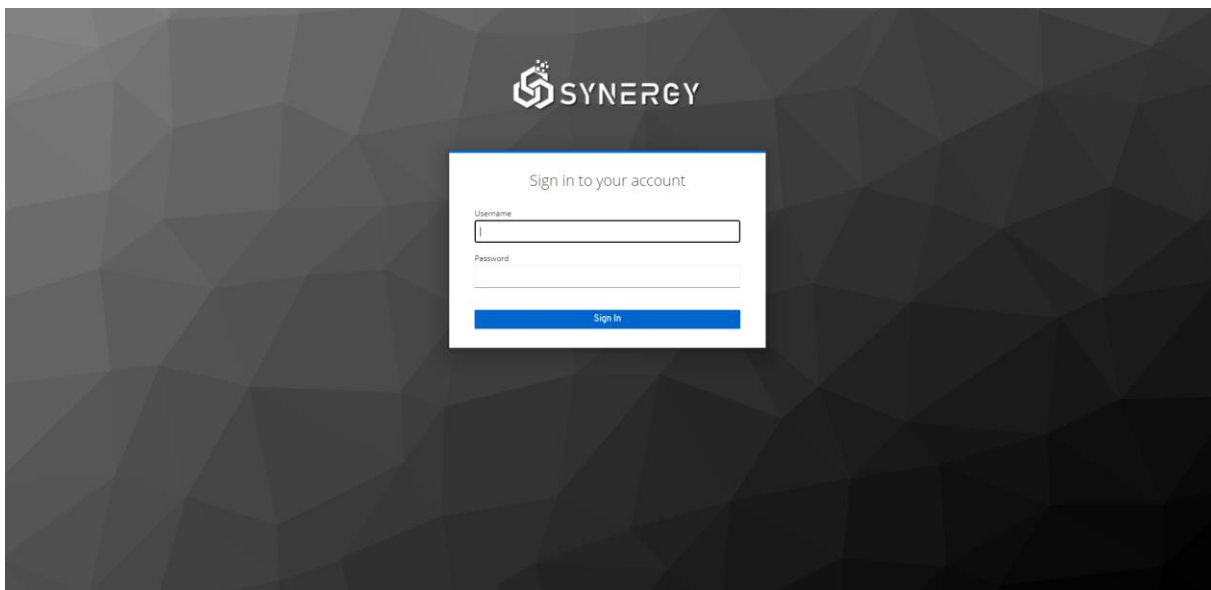 SYNERGY
Sign in to your account
Username
Password
Sign In